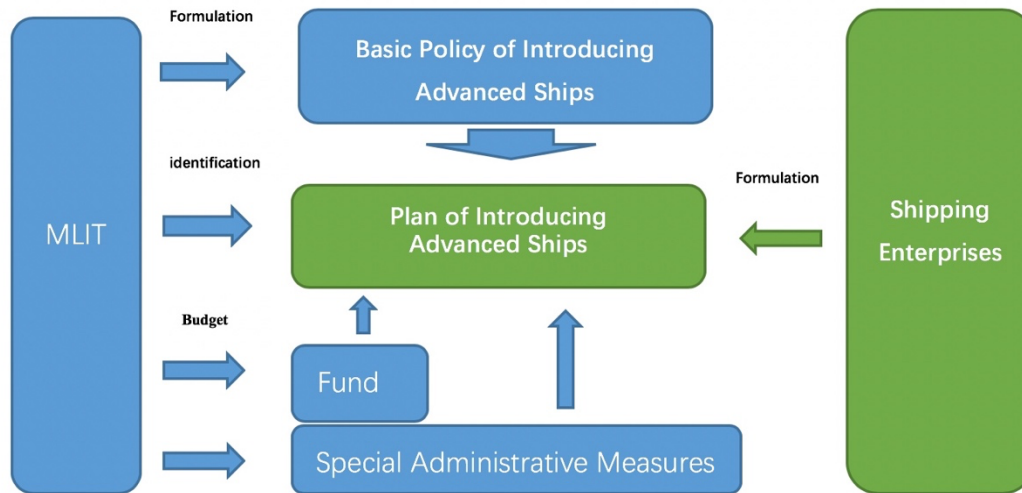 Formulation
Basic Policy of Introducing
Advanced Ships
identification
Formulation
MLIT
Plan of Introducing
Advanced Ships
Shipping
Enterprises
Budget
Fund
Special Administrative Measures